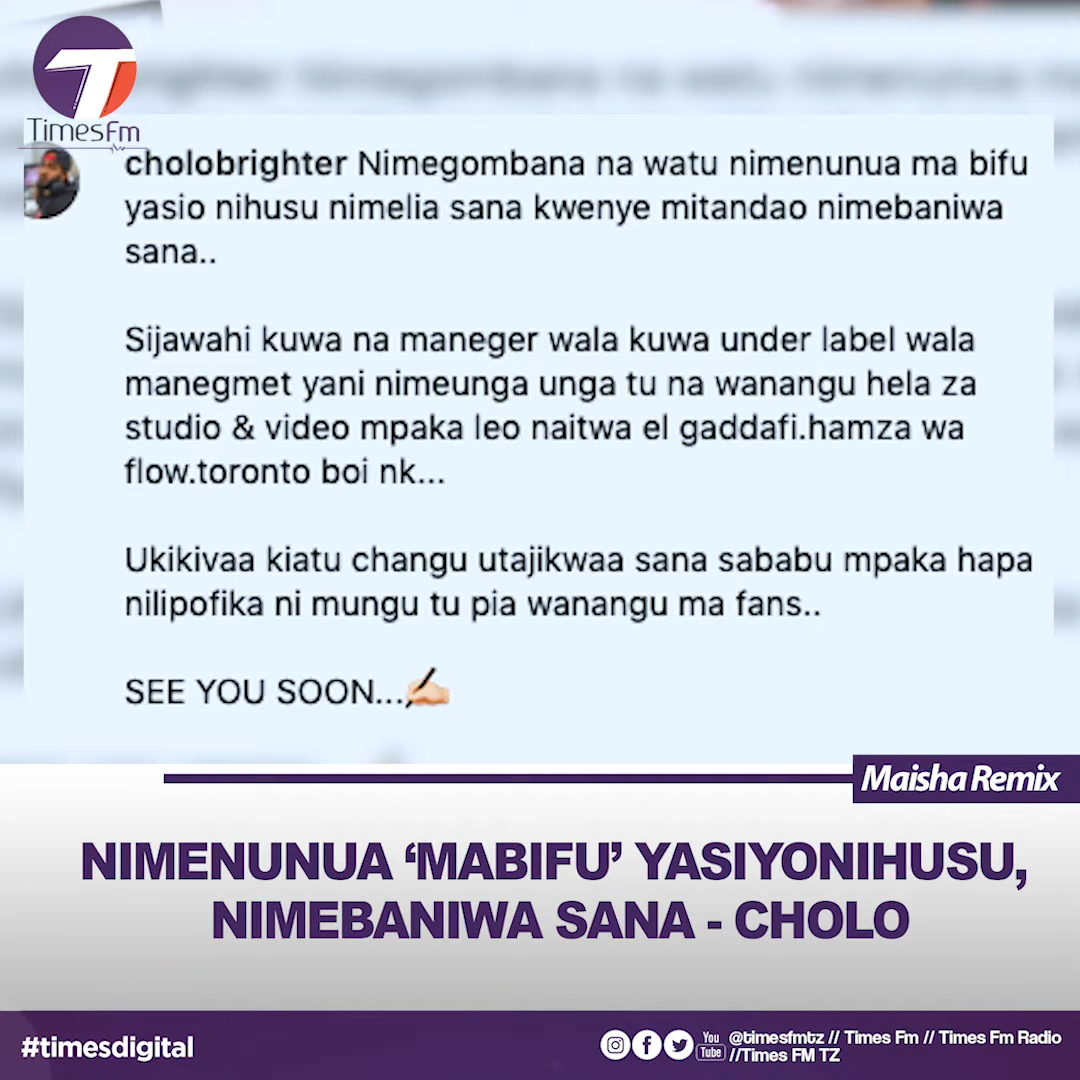 TimesFm
cholobrighter Nimegombana na watu nimenunua ma bifu
yasio nihusu nimelia sana kwenye mitandao nimebaniwa
sana..
Sijawahi kuwa na maneger wala kuwa under label wala
manegmet yani nimeunga unga tu na wanangu hela za
studio & video mpaka leo naitwa el gaddafi.hamza wa
flow.toronto boi nk...
Ukikivaa kiatu changu utajikwaa sana sababu mpaka hapa
nilipofika ni mungu tu pia wanangu ma fans..
SEE YOU SOON...✍🏻
Maisha Remix
NIMENUNUA ‘MABIFU’ YASIYONIHUSU,
NIMEBANIWA SANA - CHOLO
#timesdigital
You Tube @timesfmtz // Times Fm // Times Fm Radio
//Times FM TZ